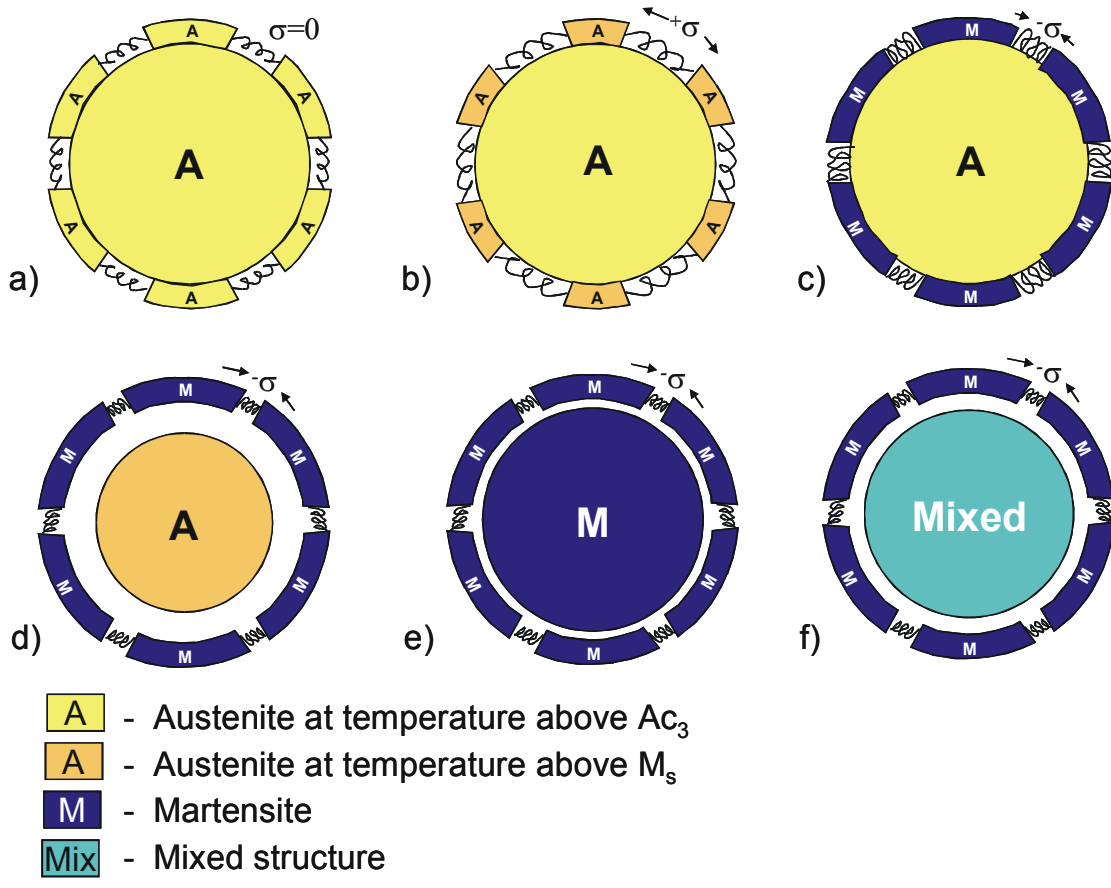 σ=0
A
A
A
A
A
A
A
a)
+σ
A
A
A
A
A
A
A
b)
-σ
M
M
M
M
M
M
A
c)
-σ
M
M
M
M
M
M
A
d)
-σ
M
M
M
M
M
M
M
e)
-σ
M
M
M
M
M
M
Mixed
f)
A - Austenite at temperature above Ac₃
A - Austenite at temperature above Mₛ
M - Martensite
Mix - Mixed structure